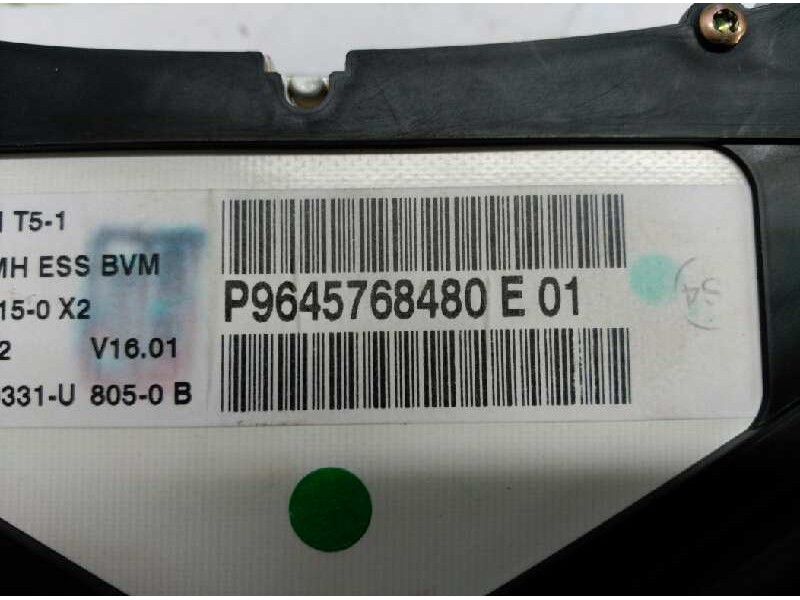 T5-1
MH ESS BVM
15-0 X2
2 V16.01
331-U 805-0 B
P9645768480 E 01